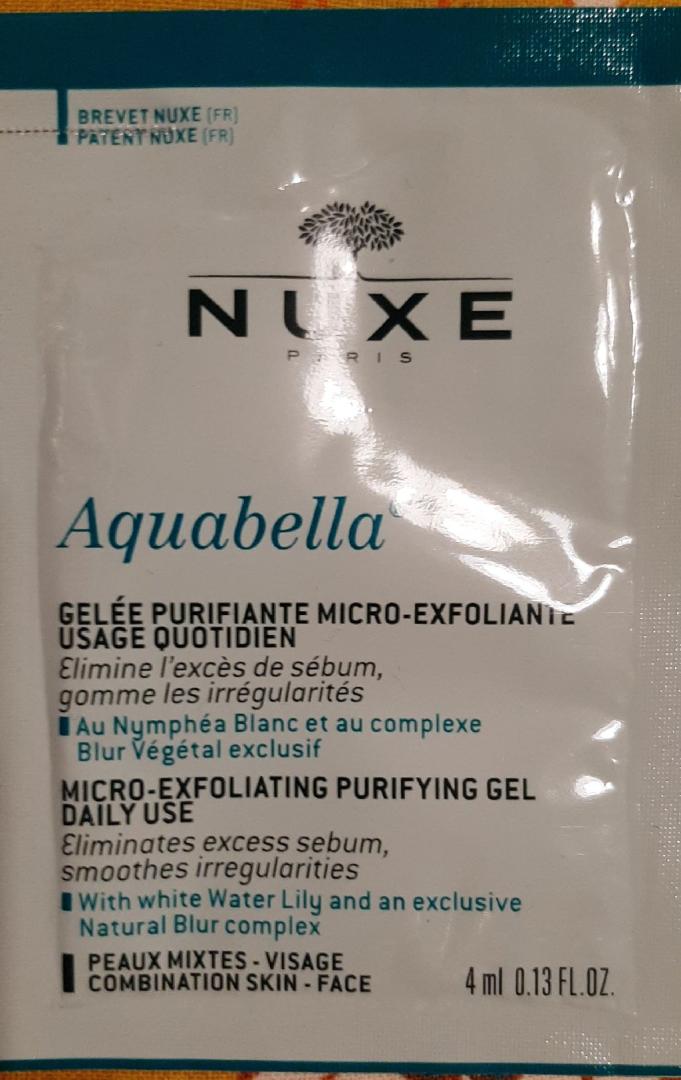 BREVET NUXE (FR)
PATENT NUXE (FR)
NUXE
PARIS
Aquabella®
GELÉE PURIFIANTE MICRO-EXFOLIANTE
USAGE QUOTIDIEN
Elimine l'excès de sébum,
gomme les irrégularités
Au Nymphéa Blanc et au complexe
Blur Végétal exclusif
MICRO-EXFOLIATING PURIFYING GEL
DAILY USE
Eliminates excess sebum,
smoothes irregularities
With white Water Lily and an exclusive
Natural Blur complex
PEAUX MIXTES - VISAGE
COMBINATION SKIN - FACE
4 ml 0.13 FL.OZ.